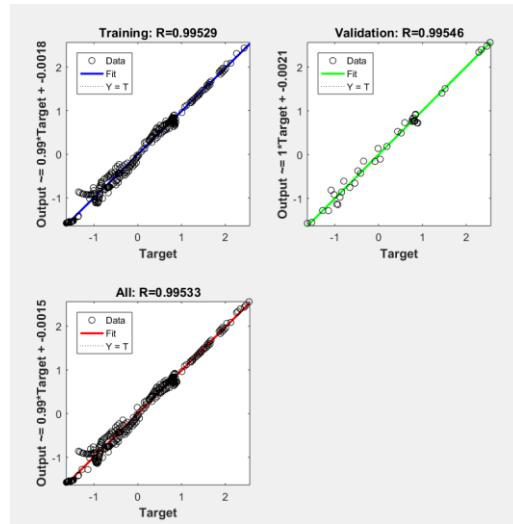 Training: R=0.99529
Output ~= 0.99*Target + -0.0018
2
1
0
-1
Data
Fit
Y = T
-1 0 1 2
Target
Validation: R=0.99546
Output ~= 1*Target + -0.0021
2
1
0
-1
Data
Fit
Y = T
-1 0 1 2
Target
All: R=0.99533
Output ~= 0.99*Target + -0.0015
2
1
0
-1
Data
Fit
Y = T
-1 0 1 2
Target